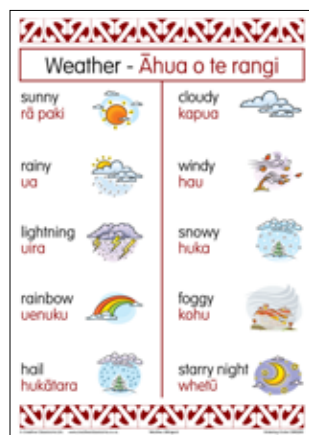 Weather - Āhua o te rangi
sunny
rā paki
rainy
ua
lightning
uira
rainbow
uenuku
hail
hukātara
cloudy
kapua
windy
hau
snowy
huka
foggy
kohu
starry night
whetū